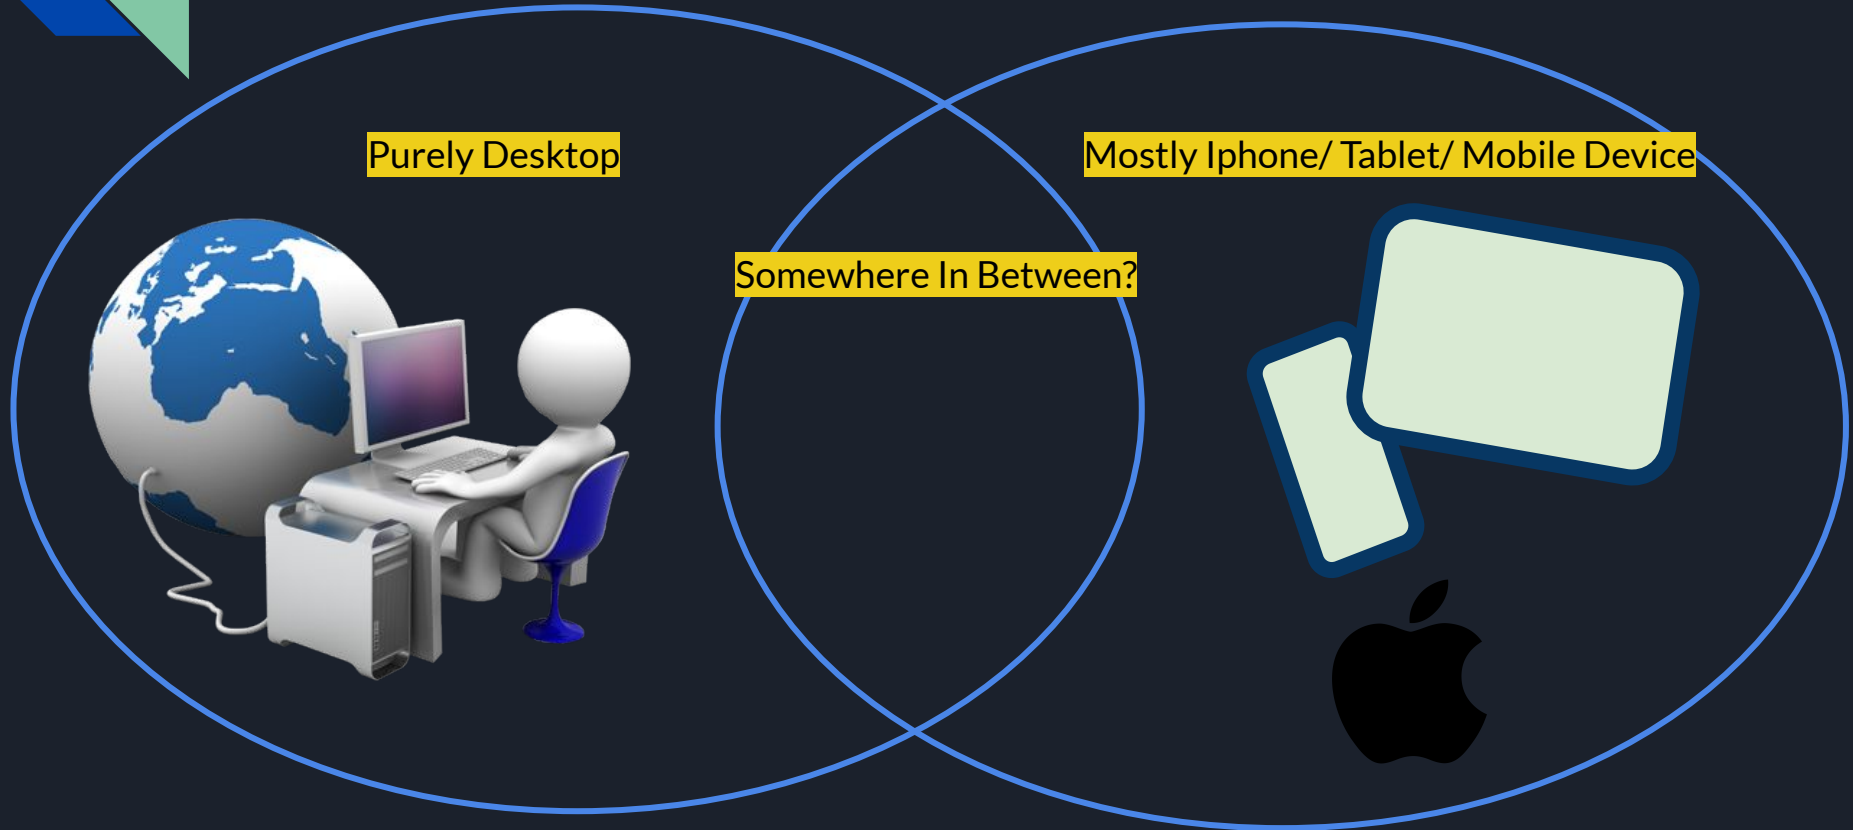 Purely Desktop
Mostly Iphone/ Tablet/ Mobile Device
Somewhere In Between?